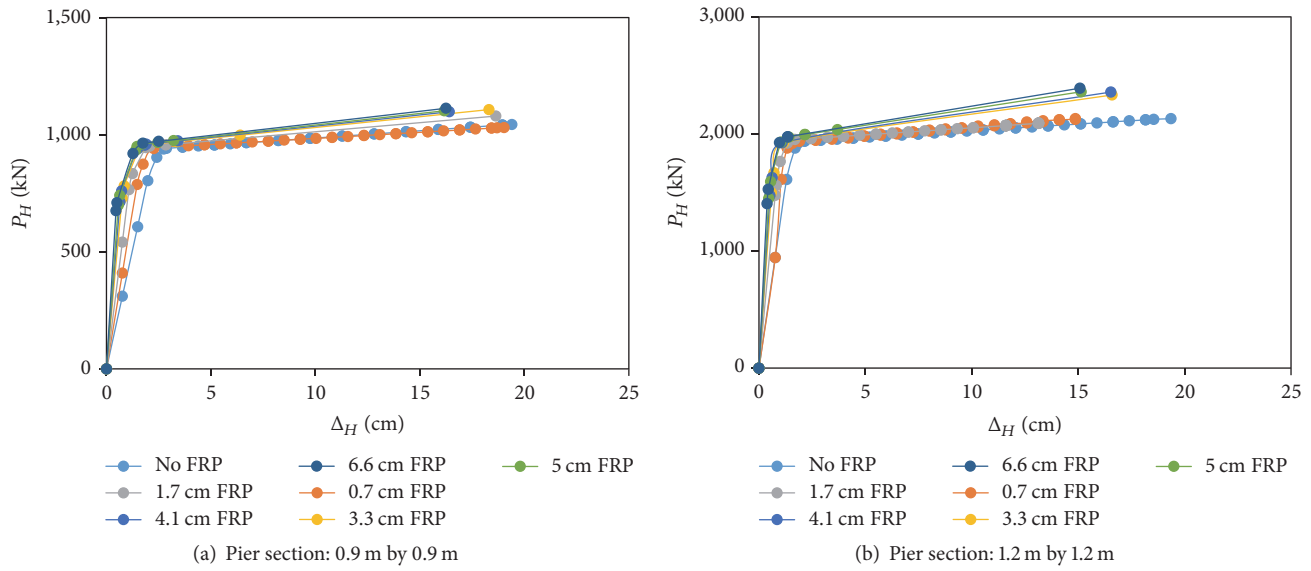 1,500
1,000
500
0
P_H (kN)
0
5
10
15
20
25
Δ_H (cm)
No FRP
6.6 cm FRP
5 cm FRP
1.7 cm FRP
0.7 cm FRP
4.1 cm FRP
3.3 cm FRP
(a) Pier section: 0.9 m by 0.9 m
3,000
2,000
1,000
0
P_H (kN)
0
5
10
15
20
25
Δ_H (cm)
No FRP
6.6 cm FRP
5 cm FRP
1.7 cm FRP
0.7 cm FRP
4.1 cm FRP
3.3 cm FRP
(b) Pier section: 1.2 m by 1.2 m